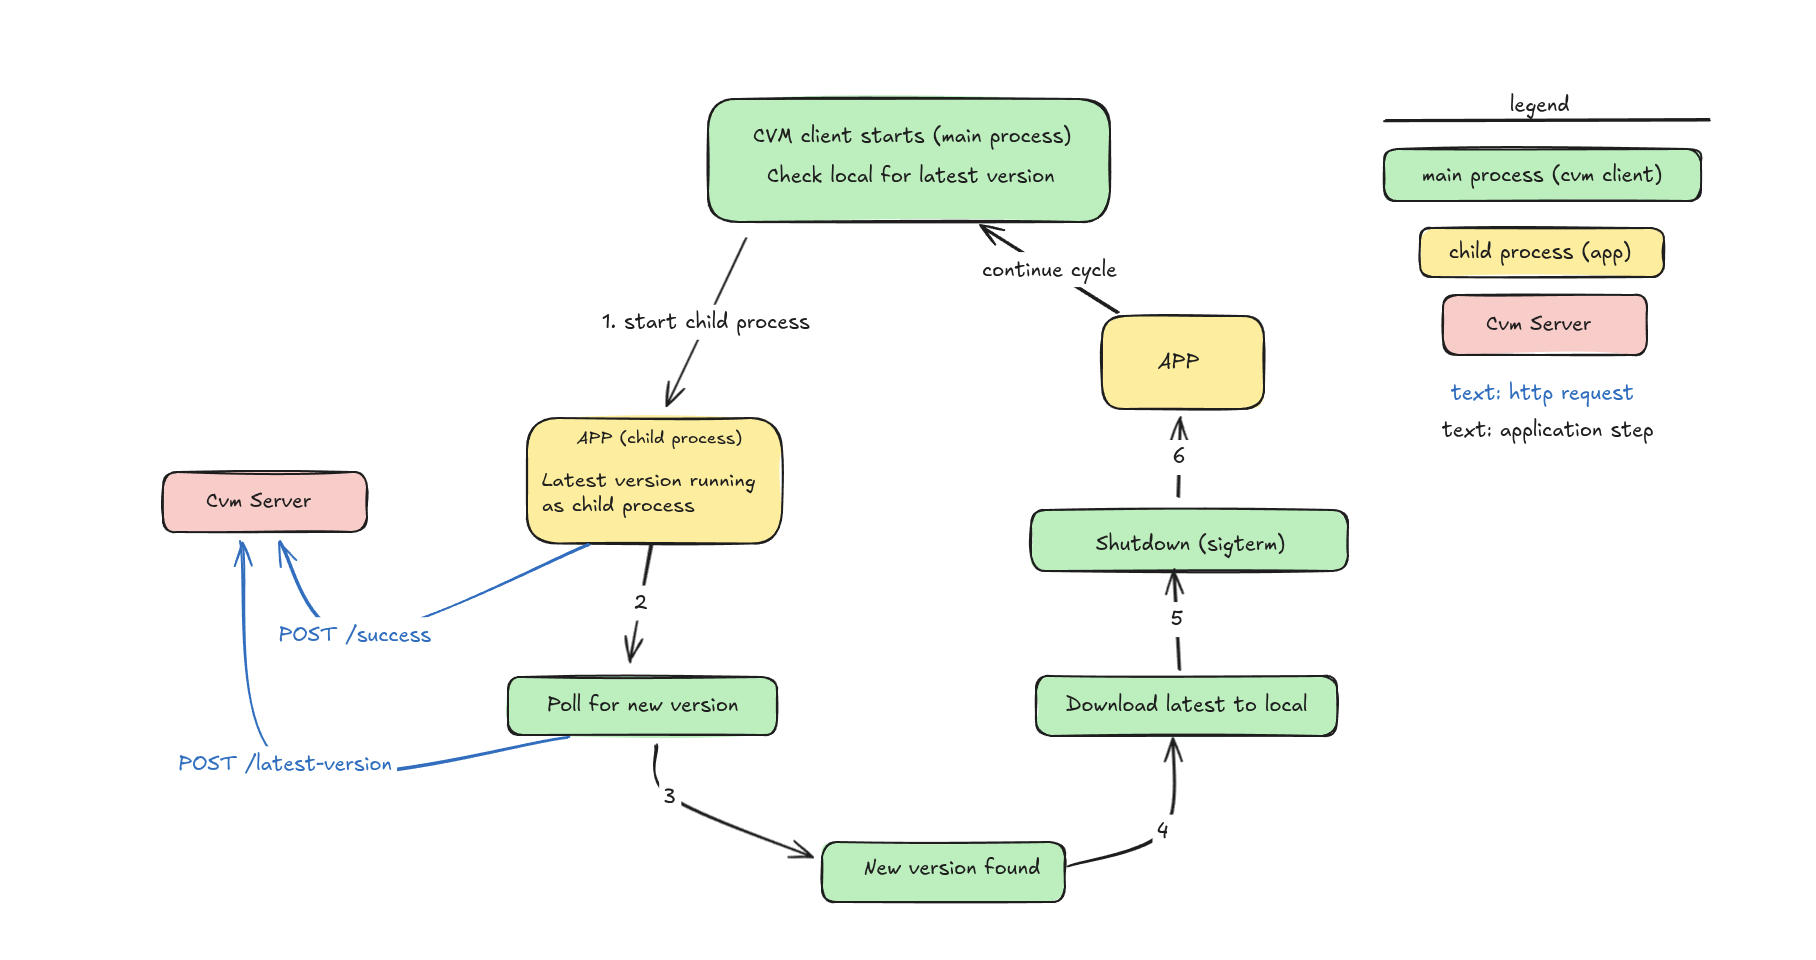 legend
CVM client starts (main process)
Check local for latest version
main process (cvm client)
child process (app)
continue cycle
1. start child process
Cvm Server
APP
text: http request
text: application step
APP (child process)
6
Latest version running
as child process
Cvm Server
Shutdown (sigterm)
2
5
POST /success
Poll for new version
Download latest to local
POST /latest-version
3
4
New version found